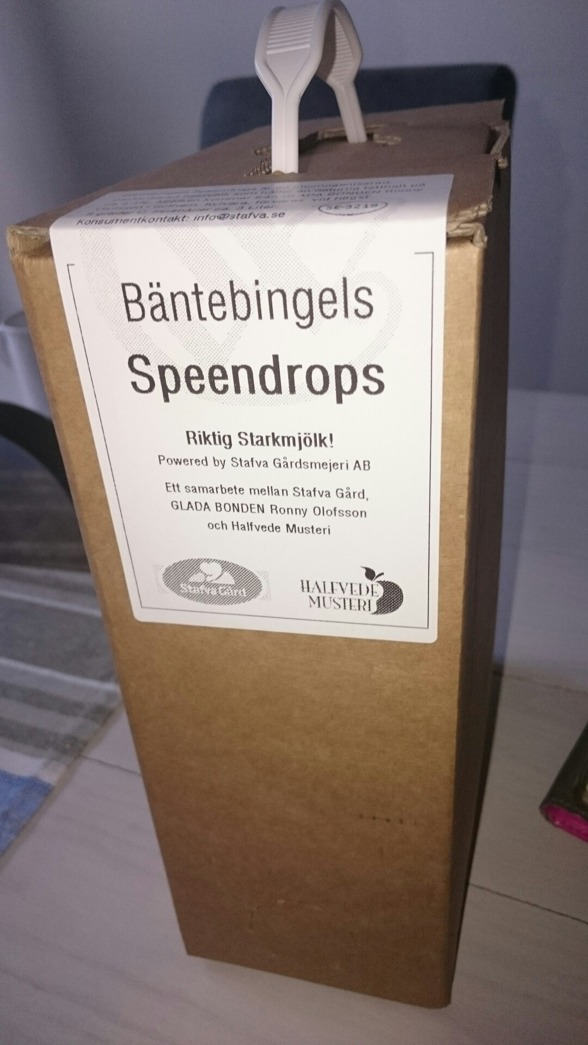 Konsumentkontakt: info@stafva.se
Bäntebingels
Speendrops
Riktig Starkmjölk!
Powered by Stafva Gårdsmejeri AB
Ett samarbete mellan Stafva Gård,
GLADA BONDEN Ronny Olofsson
och Halfvede Musteri
Stafva Gård
HALFVEDE
MUSTERI